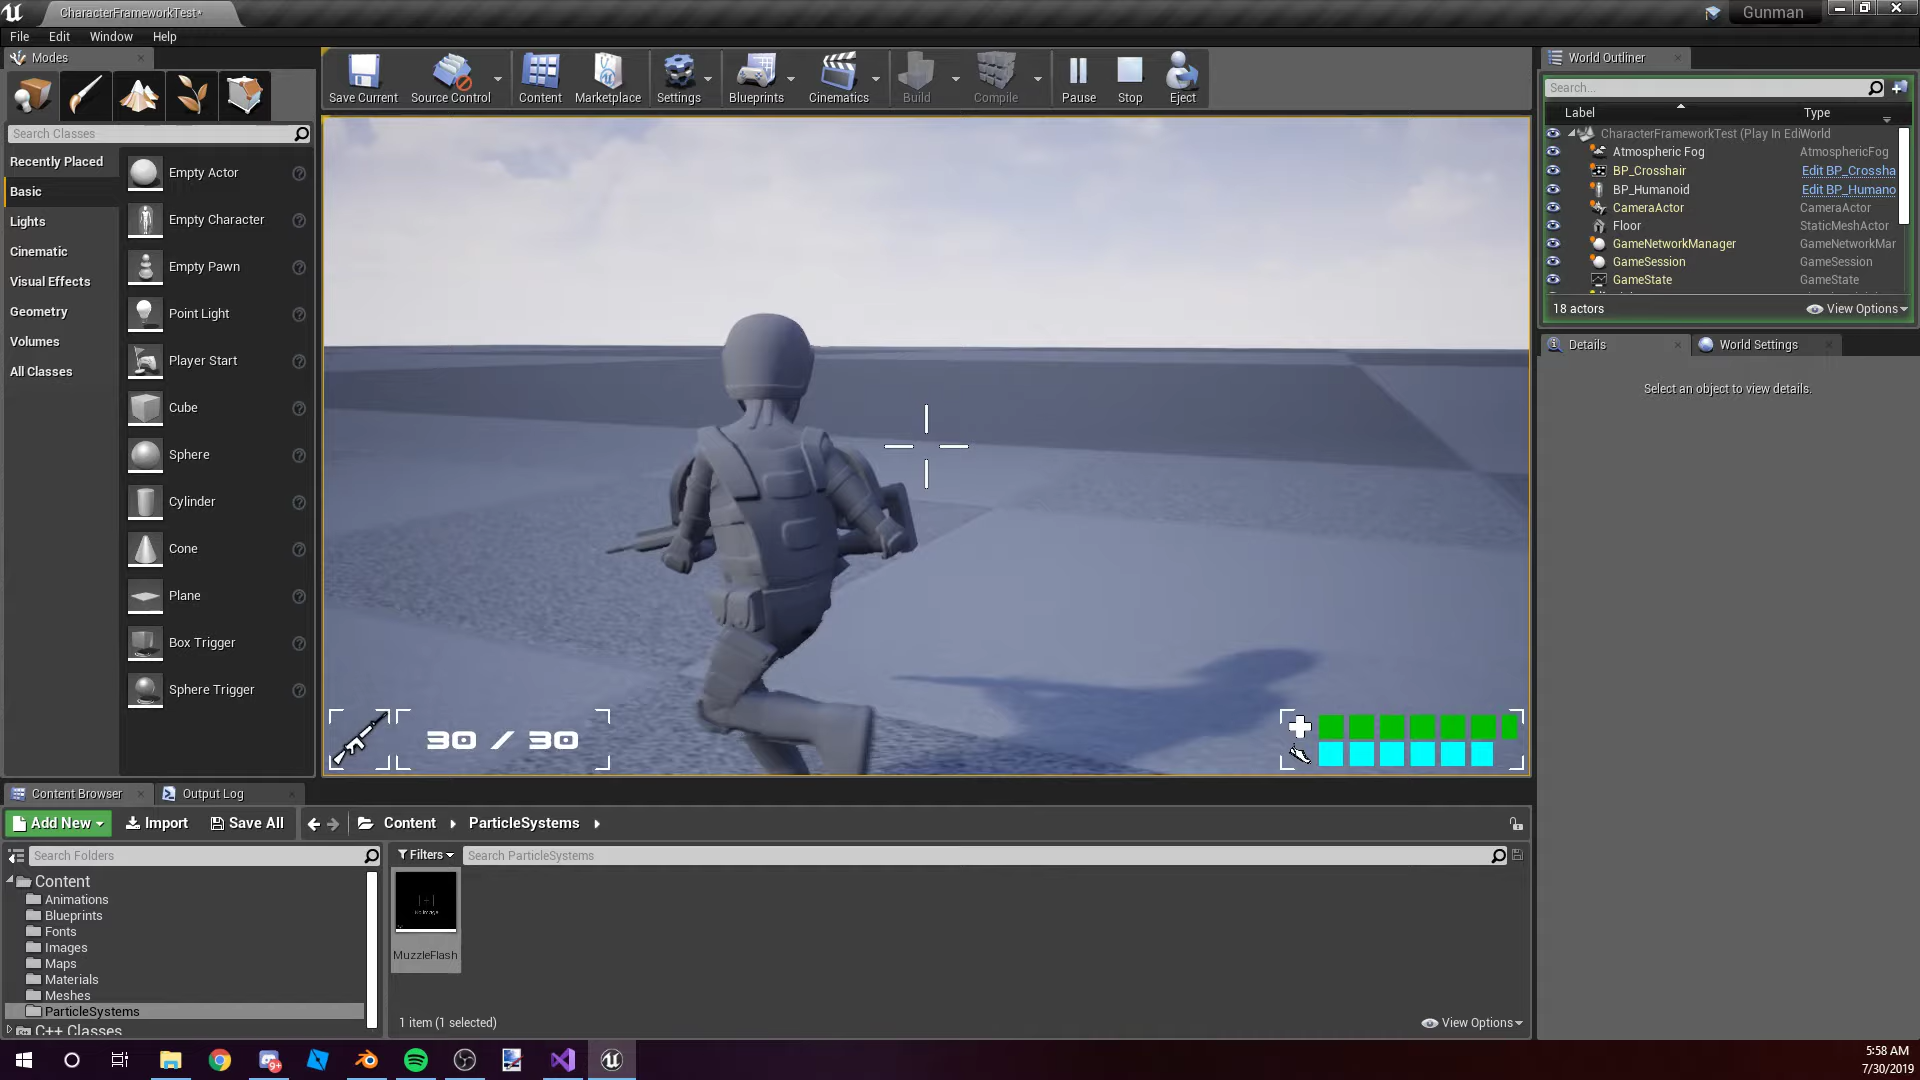 CharacterFrameworkTest*
Gunman
File Edit Window Help
Modes
World Outliner
Save Current
Source Control
Content
Marketplace
Settings
Blueprints
Cinematics
Build
Compile
Pause
Stop
Eject
Search...
Label Type
Search Classes
Recently Placed
Basic
Lights
Cinematic
Visual Effects
Geometry
Volumes
All Classes
Empty Actor
Empty Character
Empty Pawn
Point Light
Player Start
Cube
Sphere
Cylinder
Cone
Plane
Box Trigger
Sphere Trigger
CharacterFrameworkTest (Play In Edi World
Atmospheric Fog AtmosphericFog
BP_Crosshair Edit BP_Crossha
BP_Humanoid Edit BP_Humano
CameraActor CameraActor
Floor StaticMeshActor
GameNetworkManager GameNetworkMar
GameSession GameSession
GameState GameState
18 actors View Options
Details World Settings
Select an object to view details.
30 / 30
Content Browser Output Log
Add New Import Save All Content ParticleSystems
Search Folders
Filters Search ParticleSystems
Content
Animations
Blueprints
Fonts
Images
Maps
Materials
Meshes
ParticleSystems
C++ Classes
No Image
MuzzleFlash
1 item (1 selected) View Options
9+
5:58 AM
7/30/2019